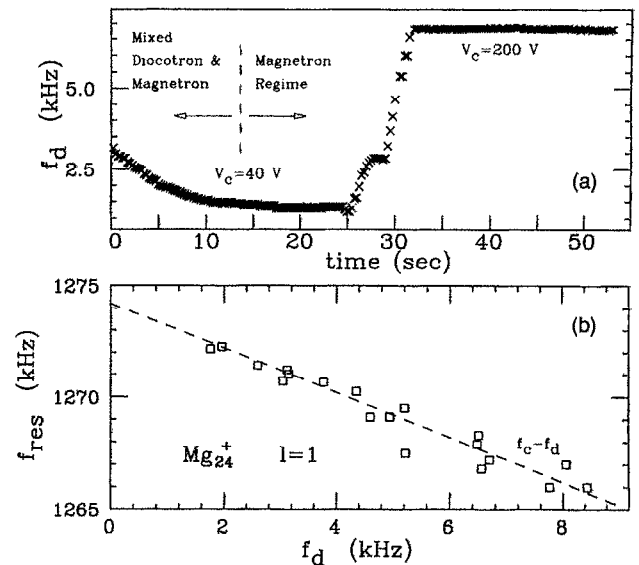 Mixed
Diocotron &
Magnetron
Magnetron
Regime
V_c=40 V
V_c=200 V
(a)
f_d (kHz)
5.0
2.5
0 10 20 30 40 50
time (sec)
(b)
f_res (kHz)
1275
1270
1265
Mg_24^+ l=1
f_c-f_d
0 2 4 6 8
f_d (kHz)